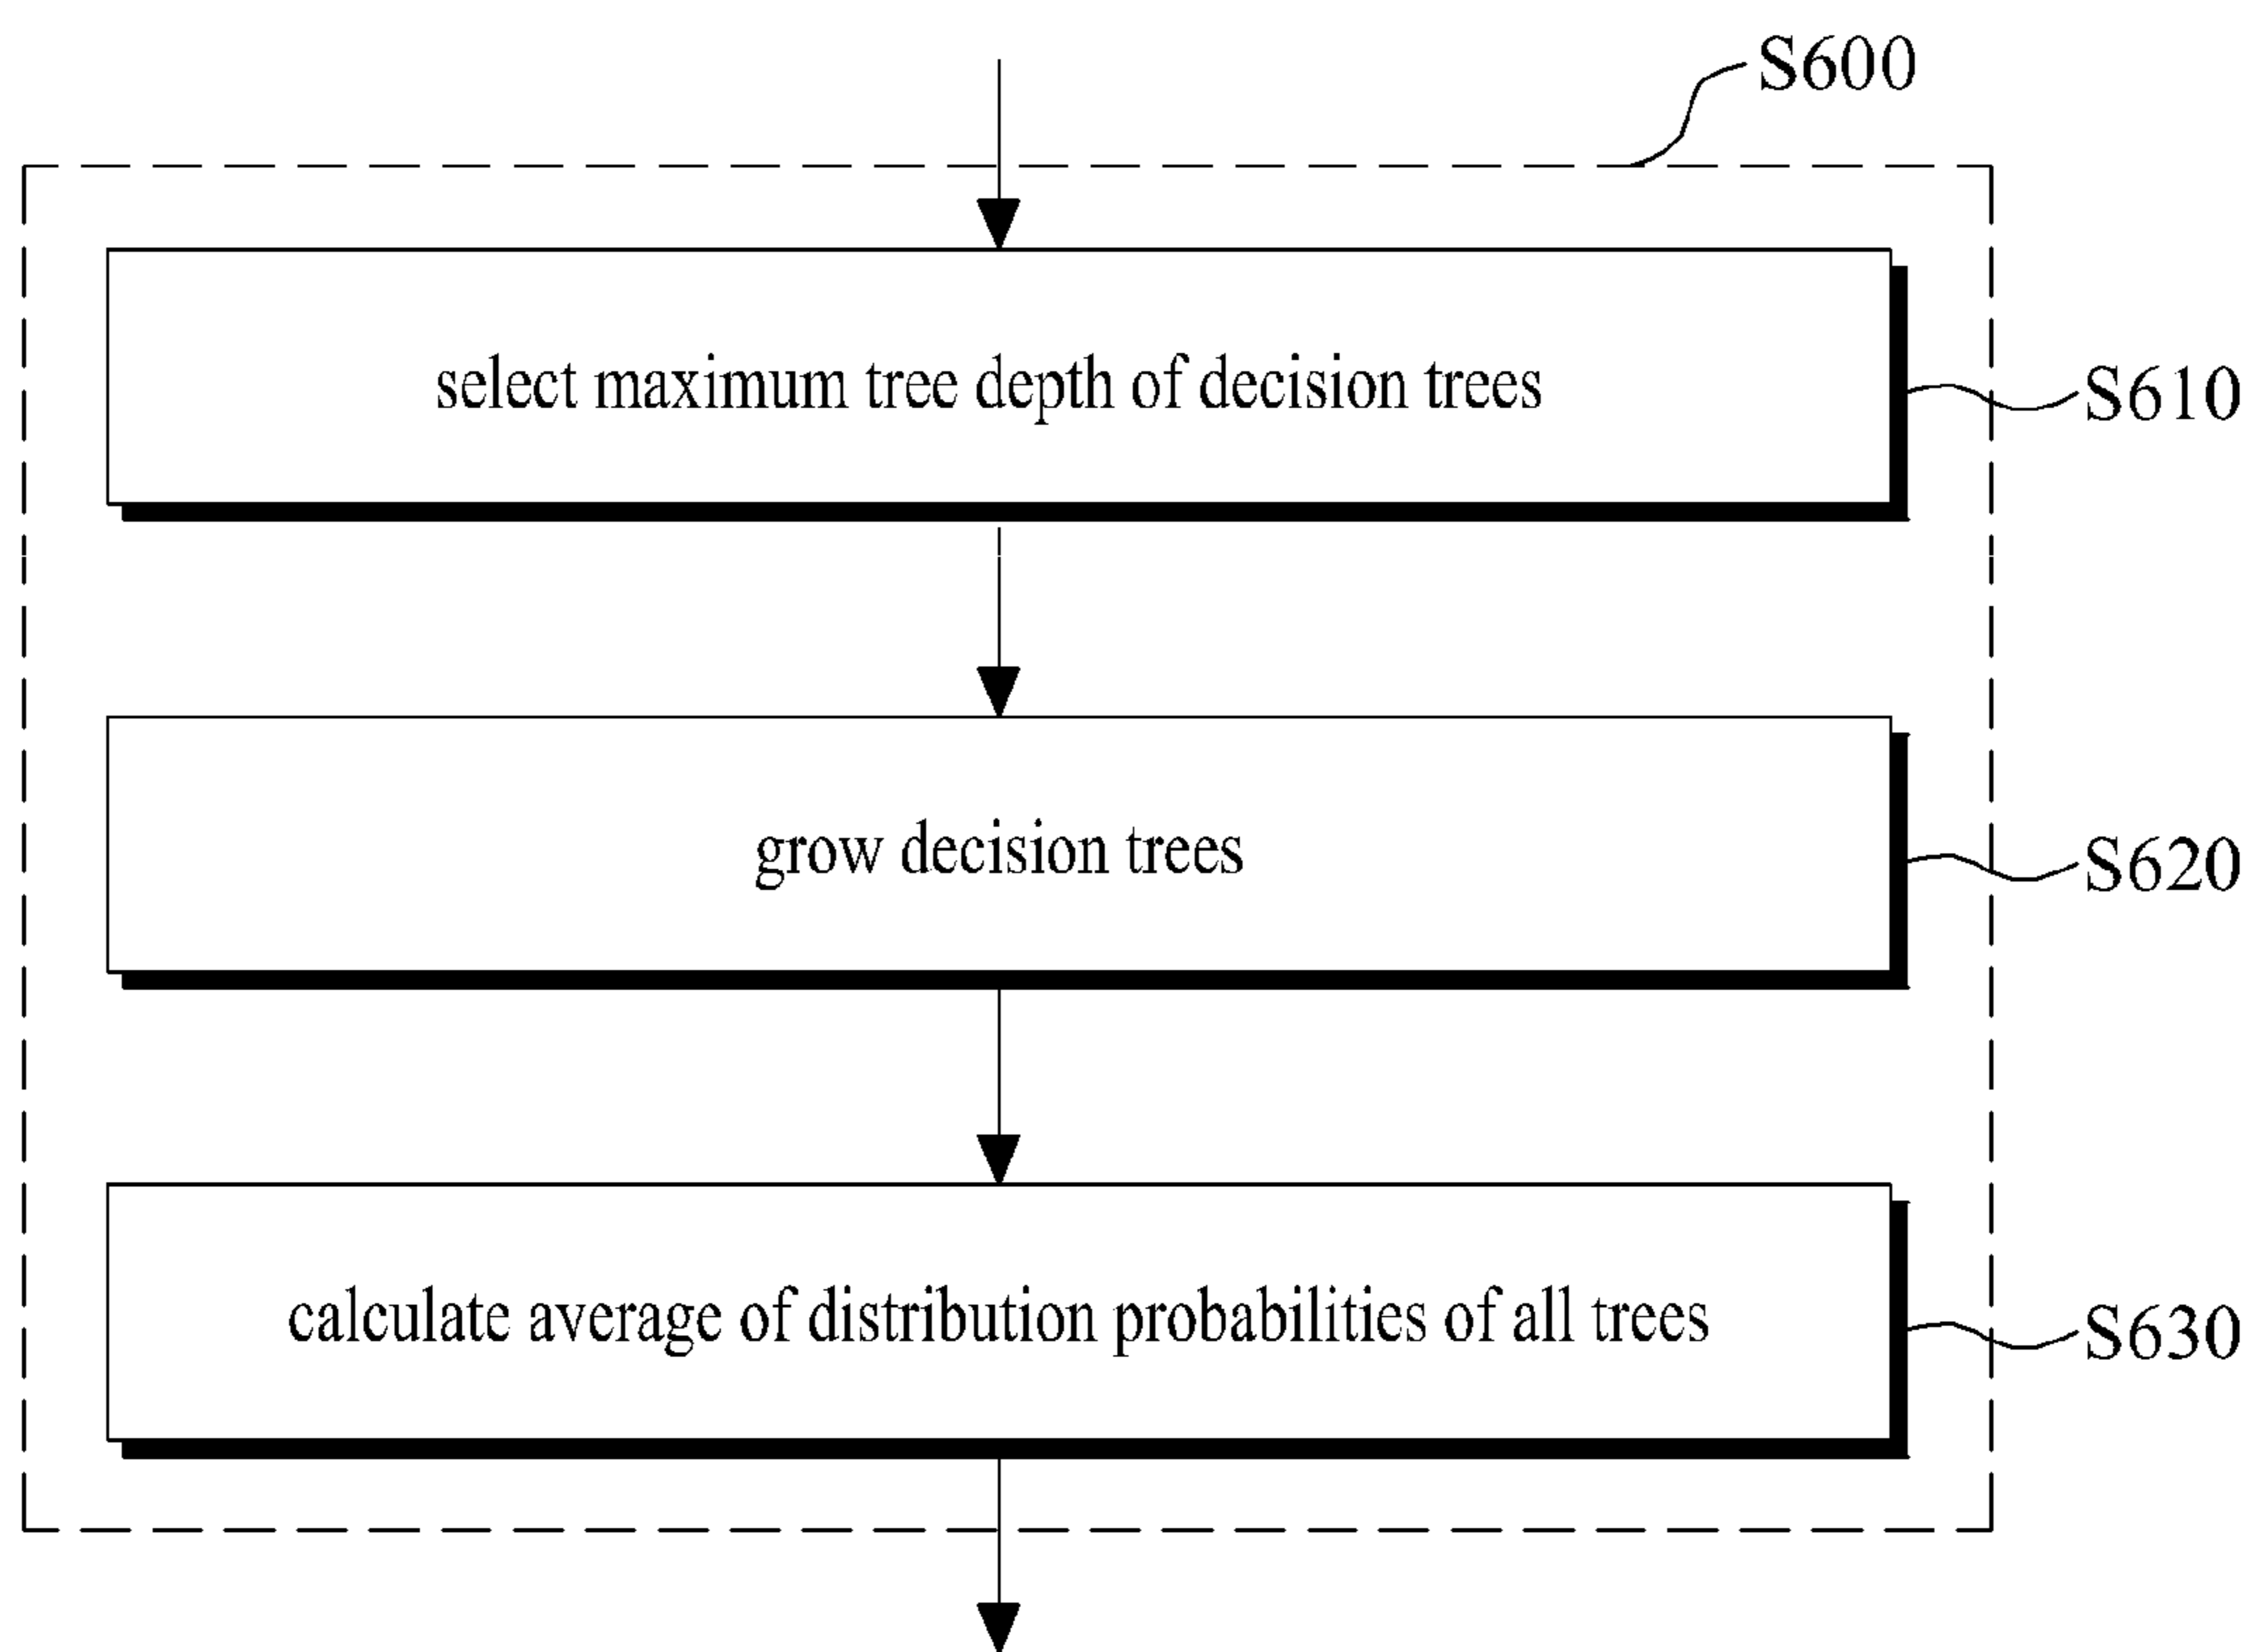 S600
select maximum tree depth of decision trees
S610
grow decision trees
S620
calculate average of distribution probabilities of all trees
S630